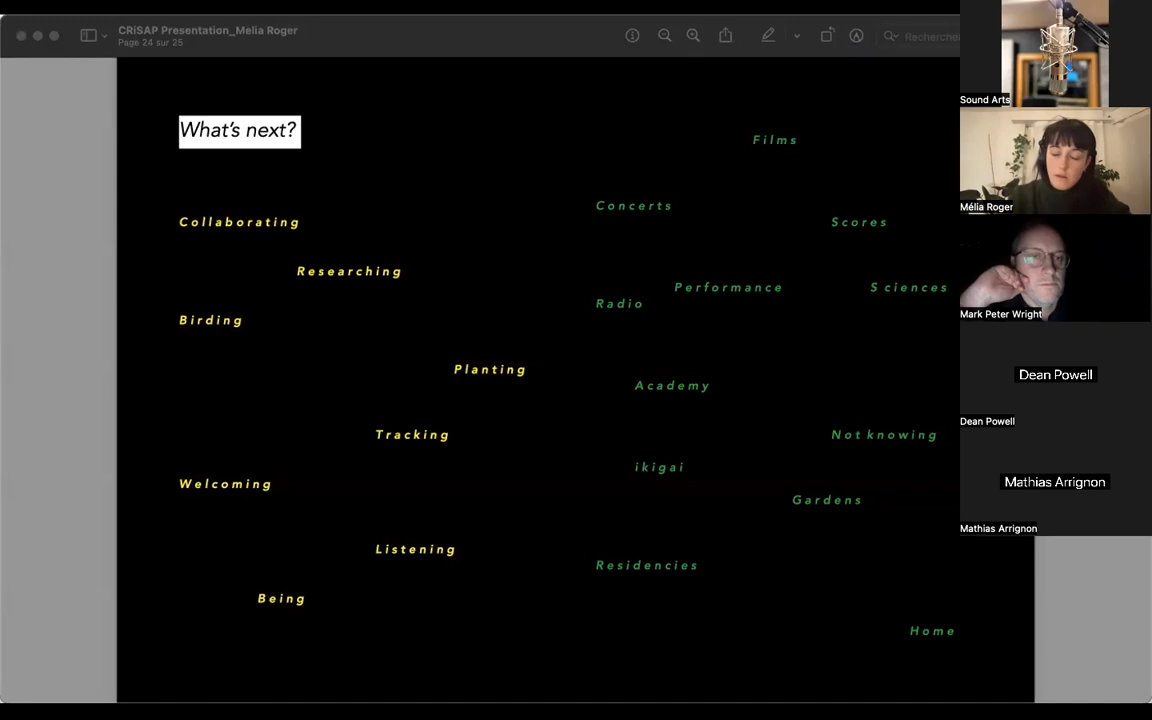 CRiSAP Presentation_Melia Roger
Page 24 sur 25
Recherche
What's next?
Films
Concerts
Scores
Collaborating
Researching
Performance
Sciences
Radio
Birding
Planting
Academy
Tracking
Not knowing
ikigai
Welcoming
Gardens
Listening
Residencies
Being
Home
Sound Arts
Mélia Roger
Mark Peter Wright
Dean Powell
Dean Powell
Mathias Arrignon
Mathias Arrignon